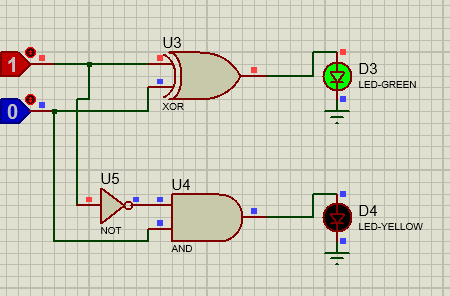 U3
1
D3
LED-GREEN
0
XOR
U5
U4
D4
LED-YELLOW
NOT
AND